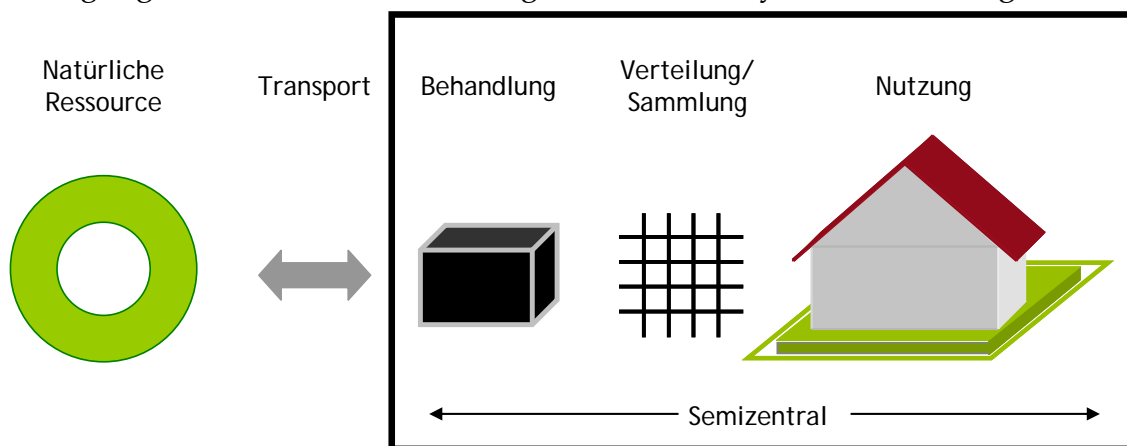 Natürliche
Ressource
Transport
Behandlung
Verteilung/
Sammlung
Nutzung
Semizentral